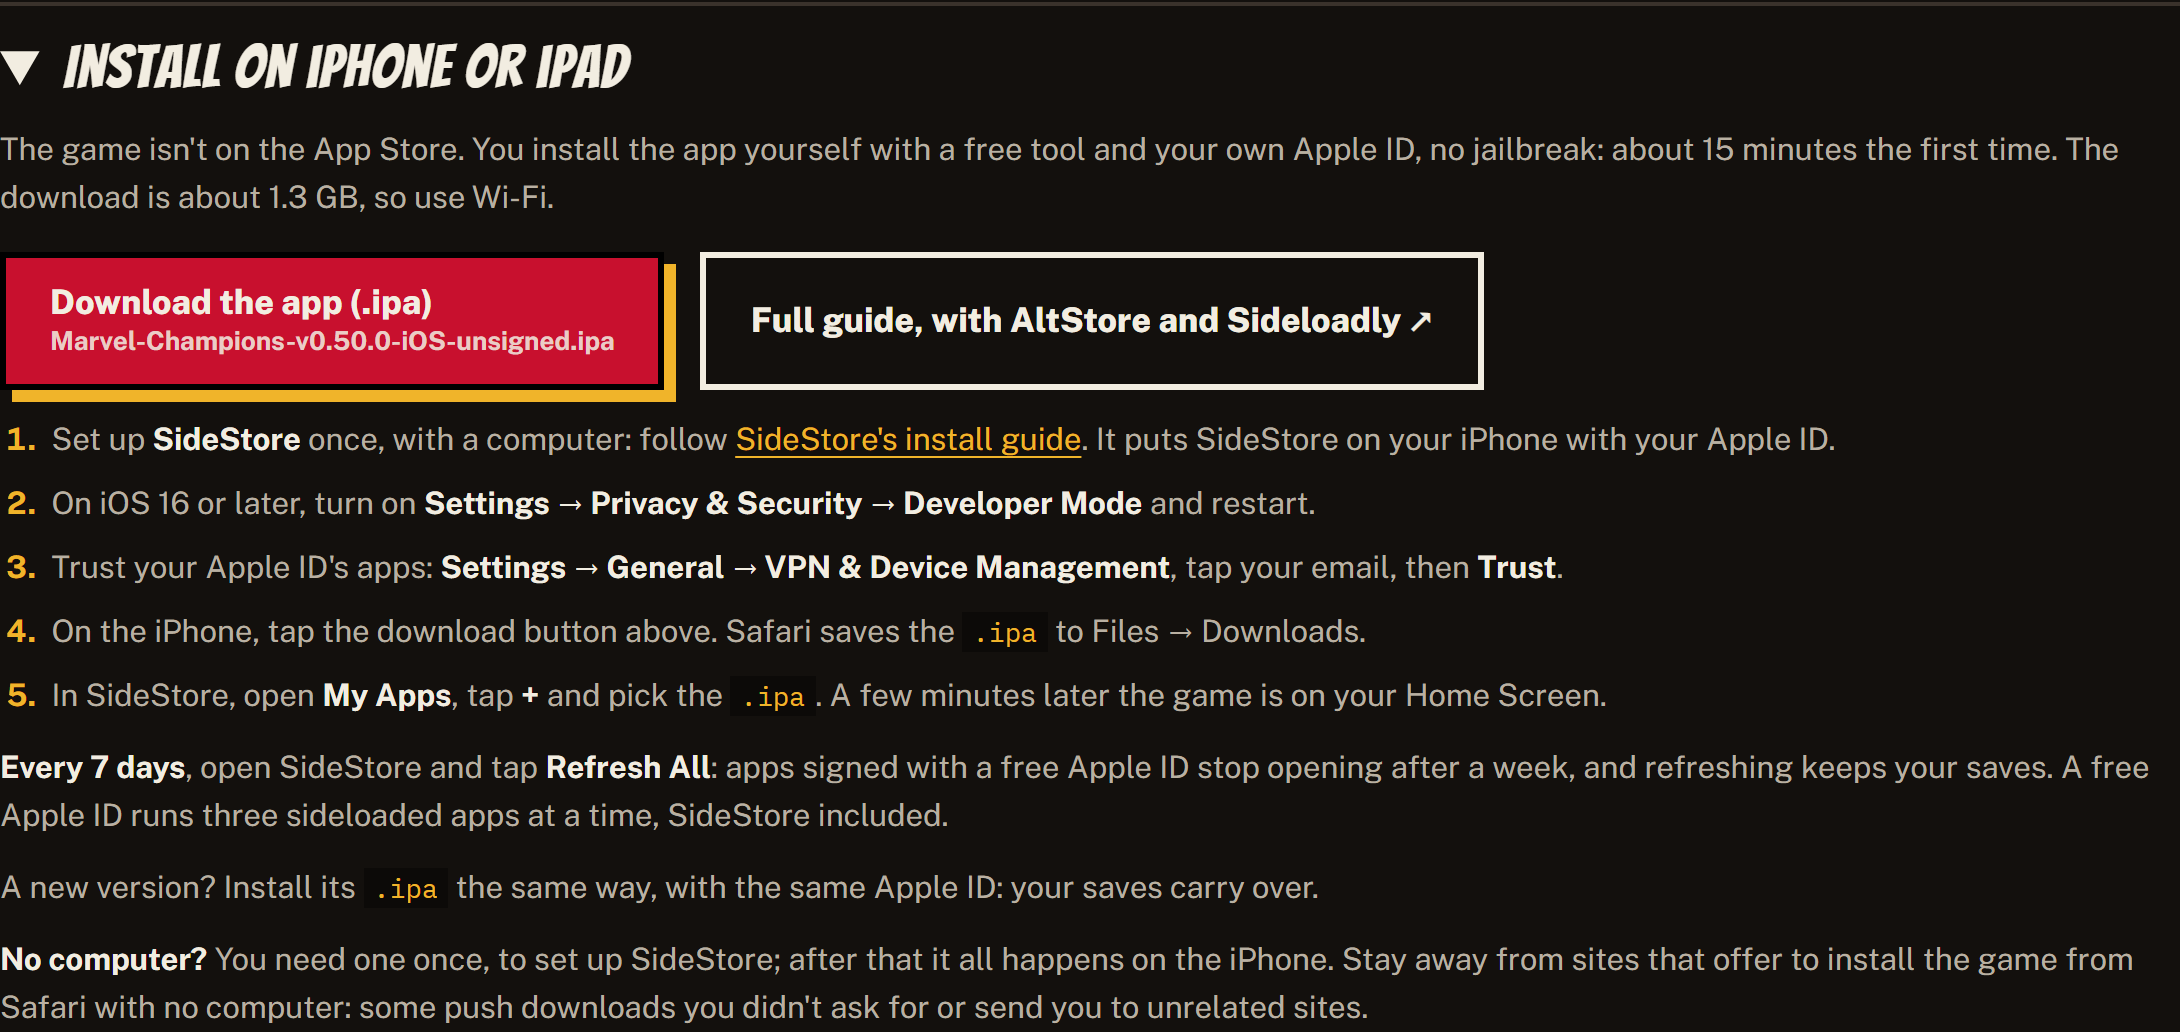 ▼ INSTALL ON IPHONE OR IPAD
The game isn't on the App Store. You install the app yourself with a free tool and your own Apple ID, no jailbreak: about 15 minutes the first time. The
download is about 1.3 GB, so use Wi-Fi.
Download the app (.ipa)
Marvel-Champions-v0.50.0-iOS-unsigned.ipa
Full guide, with AltStore and Sideloadly ↗
1. Set up SideStore once, with a computer: follow SideStore's install guide. It puts SideStore on your iPhone with your Apple ID.
2. On iOS 16 or later, turn on Settings → Privacy & Security → Developer Mode and restart.
3. Trust your Apple ID's apps: Settings → General → VPN & Device Management, tap your email, then Trust.
4. On the iPhone, tap the download button above. Safari saves the .ipa to Files → Downloads.
5. In SideStore, open My Apps, tap + and pick the .ipa. A few minutes later the game is on your Home Screen.
Every 7 days, open SideStore and tap Refresh All: apps signed with a free Apple ID stop opening after a week, and refreshing keeps your saves. A free
Apple ID runs three sideloaded apps at a time, SideStore included.
A new version? Install its .ipa the same way, with the same Apple ID: your saves carry over.
No computer? You need one once, to set up SideStore; after that it all happens on the iPhone. Stay away from sites that offer to install the game from
Safari with no computer: some push downloads you didn't ask for or send you to unrelated sites.